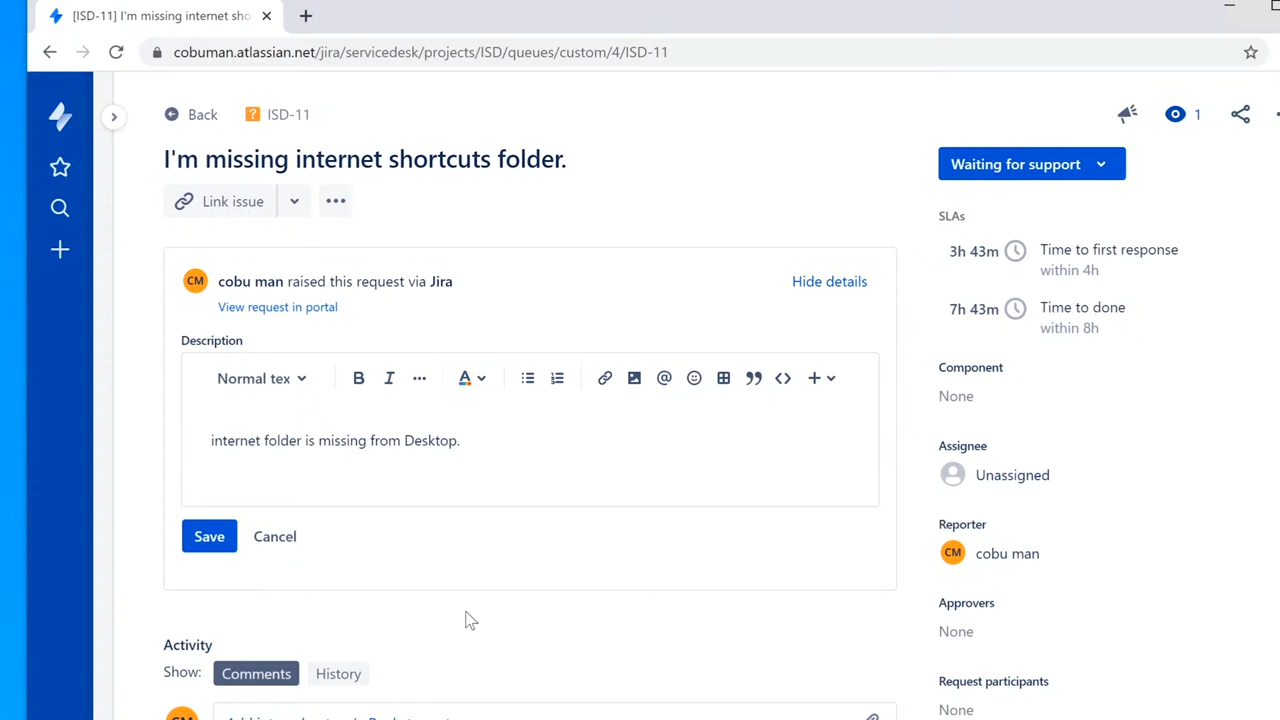 [ISD-11] I'm missing internet sho
cobuman.atlassian.net/jira/servicedesk/projects/ISD/queues/custom/4/ISD-11
Back
ISD-11
1
I'm missing internet shortcuts folder.
Link issue
Waiting for support
SLAs
3h 43m
Time to first response
within 4h
7h 43m
Time to done
within 8h
CM
cobu man raised this request via Jira
Hide details
View request in portal
Description
Normal tex
B
I
A
internet folder is missing from Desktop.
Save
Cancel
Component
None
Assignee
Unassigned
Reporter
CM
cobu man
Approvers
None
Request participants
None
Activity
Show:
Comments
History
CM